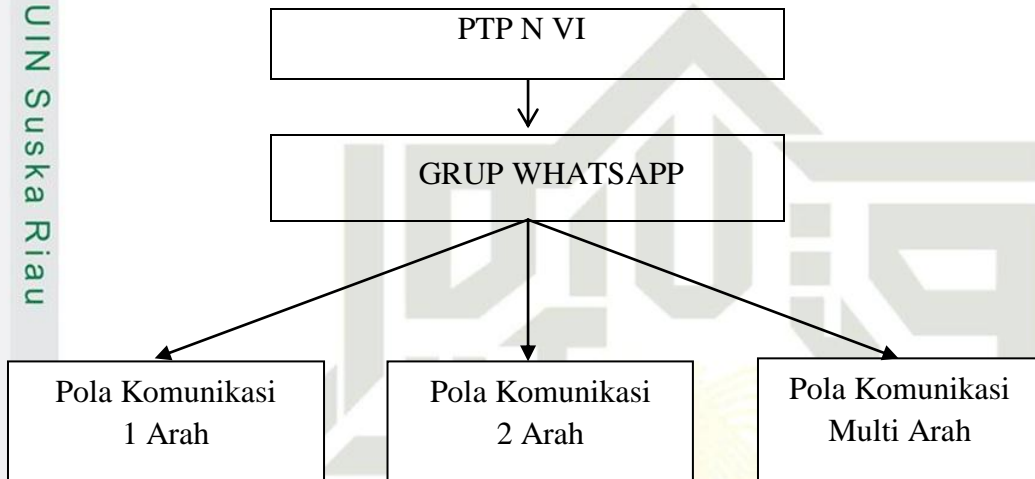 UIN Suska Riau
PTP N VI
GRUP WHATSAPP
Pola Komunikasi
1 Arah
Pola Komunikasi
2 Arah
Pola Komunikasi
Multi Arah